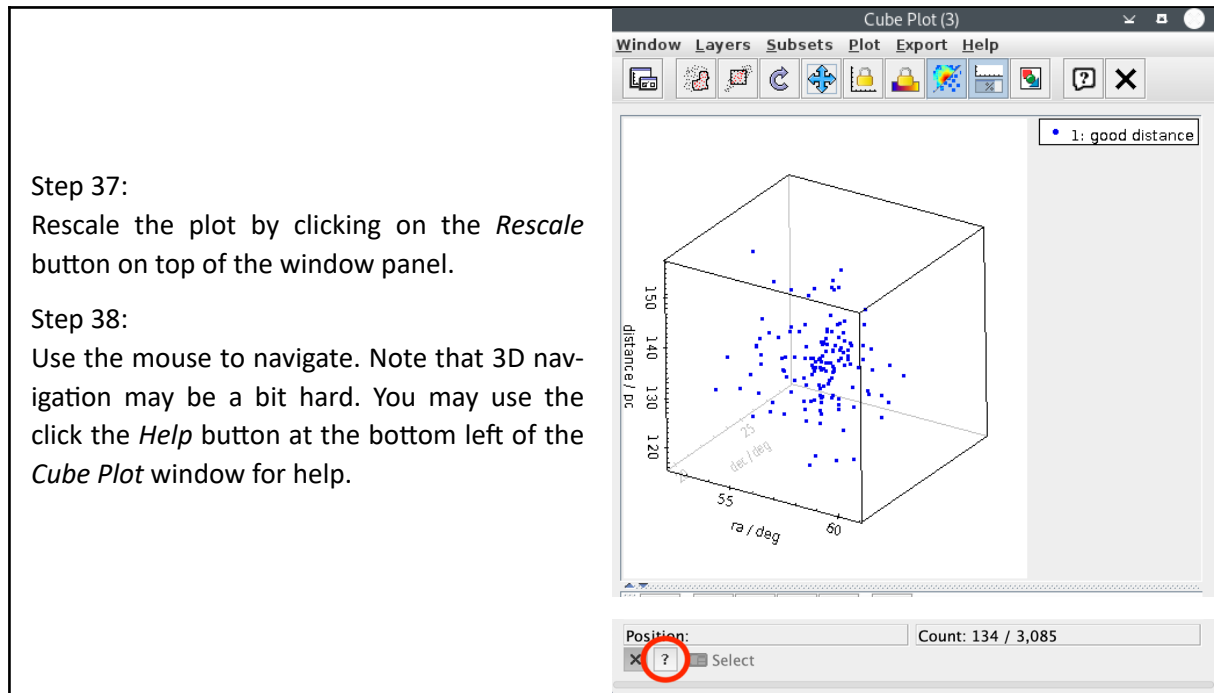 Step 37:
Rescale the plot by clicking on the Rescale
button on top of the window panel.
Step 38:
Use the mouse to navigate. Note that 3D nav-
igation may be a bit hard. You may use the
click the Help button at the bottom left of the
Cube Plot window for help.
Cube Plot (3)
Window Layers Subsets Plot Export Help
1: good distance
150
140
130
120
distance / pc
25
20
dec / deg
55
60
ra / deg
Position:
Count: 134 / 3,085
? Select